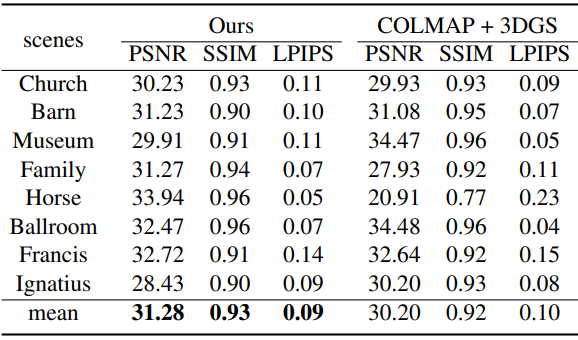 scenes Ours COLMAP + 3DGS
PSNR SSIM LPIPS PSNR SSIM LPIPS
Church 30.23 0.93 0.11 29.93 0.93 0.09
Barn 31.23 0.90 0.10 31.08 0.95 0.07
Museum 29.91 0.91 0.11 34.47 0.96 0.05
Family 31.27 0.94 0.07 27.93 0.92 0.11
Horse 33.94 0.96 0.05 20.91 0.77 0.23
Ballroom 32.47 0.96 0.07 34.48 0.96 0.04
Francis 32.72 0.91 0.14 32.64 0.92 0.15
Ignatius 28.43 0.90 0.09 30.20 0.93 0.08
mean 31.28 0.93 0.09 30.20 0.92 0.10